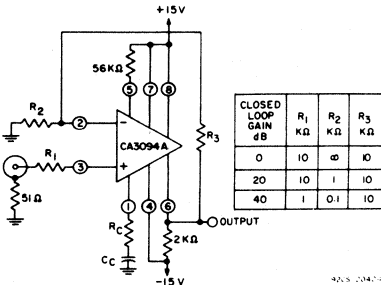 +15V
56KΩ
5
7
8
R2
2
−
CA3094A
R3
R1
3
+
51Ω
1
4
6
OUTPUT
RC
2KΩ
CC
−15V
CLOSED LOOP GAIN dB R1 KΩ R2 KΩ R3 KΩ
0 10 ∞ 10
20 10 1 10
40 1 0.1 10